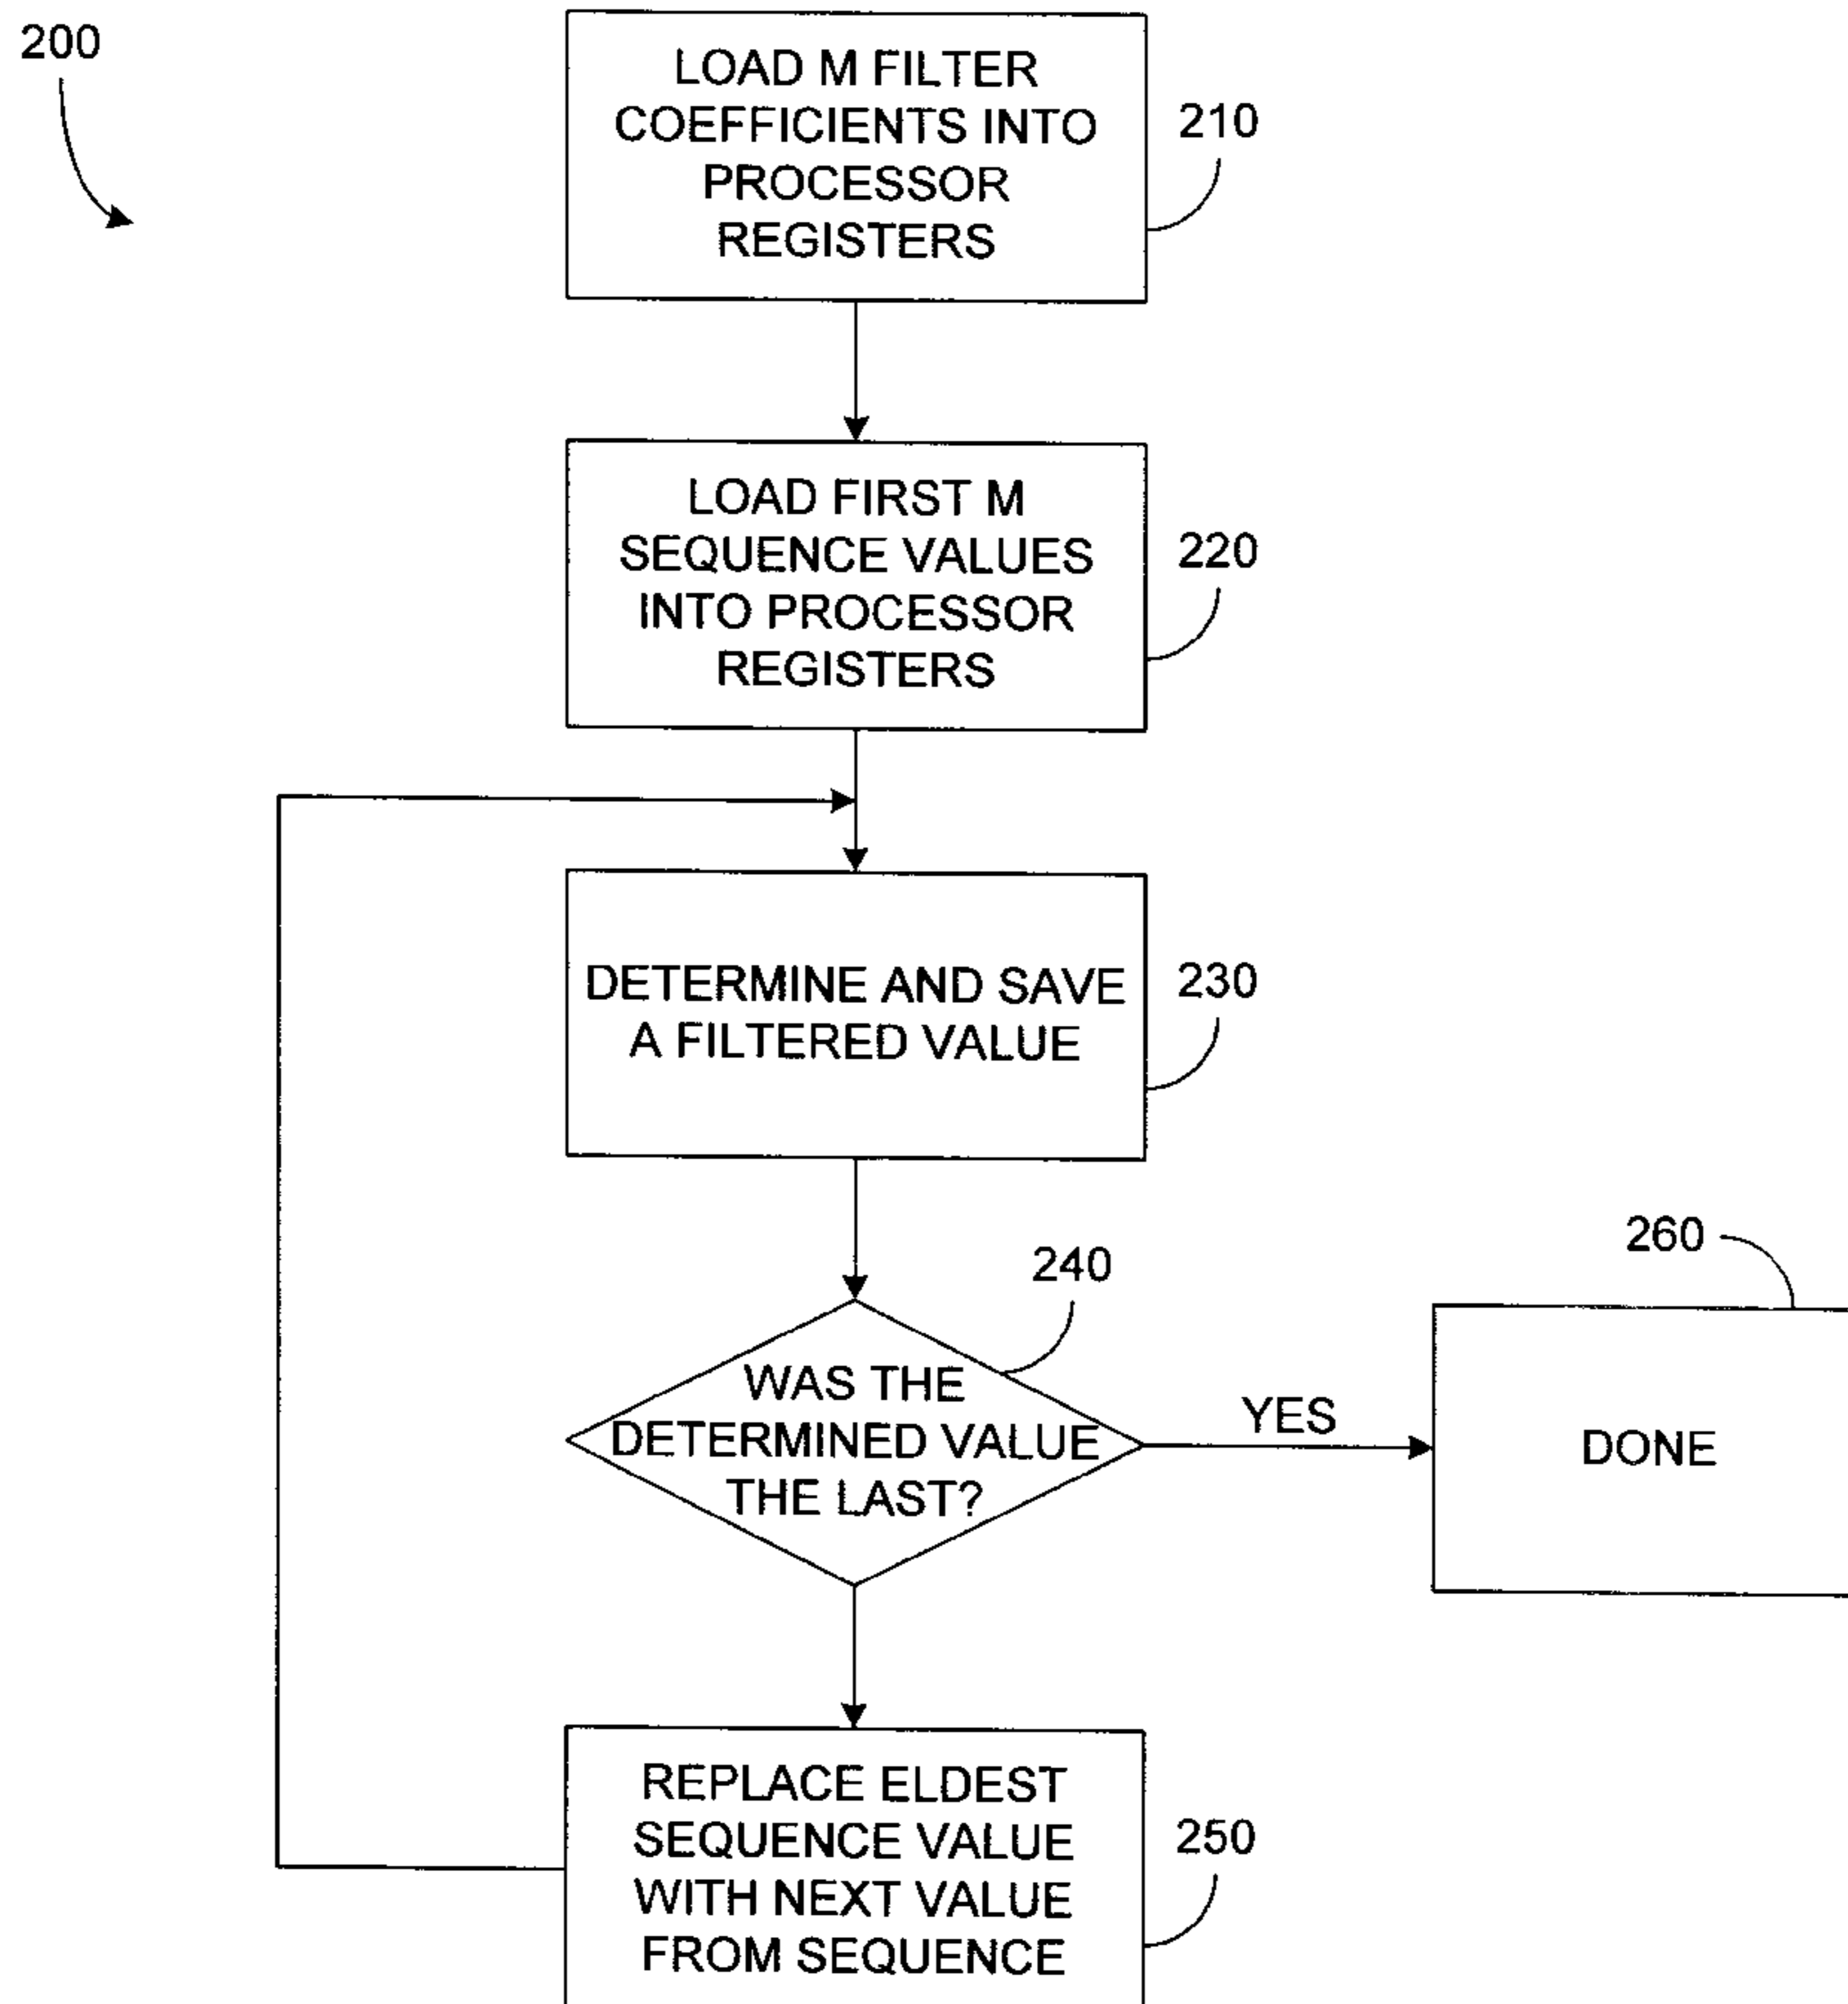 200
LOAD M FILTER
COEFFICIENTS INTO
PROCESSOR
REGISTERS
210
LOAD FIRST M
SEQUENCE VALUES
INTO PROCESSOR
REGISTERS
220
DETERMINE AND SAVE
A FILTERED VALUE
230
240
WAS THE
DETERMINED VALUE
THE LAST?
YES
260
DONE
REPLACE ELDEST
SEQUENCE VALUE
WITH NEXT VALUE
FROM SEQUENCE
250